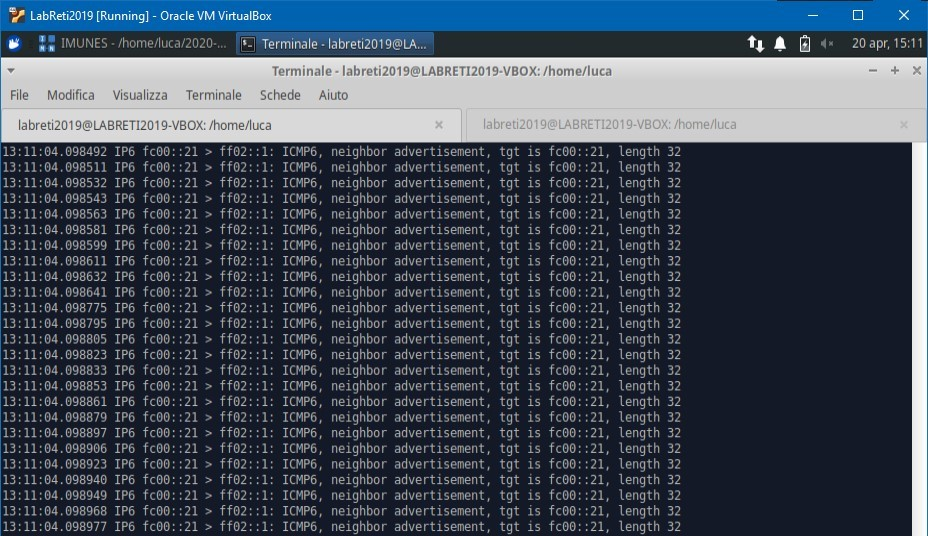 LabReti2019 [Running] - Oracle VM VirtualBox
IMUNES - /home/luca/2020-...
Terminale - labreti2019@LA...
20 apr, 15:11
Terminale - labreti2019@LABRETI2019-VBOX: /home/luca
File Modifica Visualizza Terminale Schede Aiuto
labreti2019@LABRETI2019-VBOX: /home/luca
labreti2019@LABRETI2019-VBOX: /home/luca
13:11:04.098492 IP6 fc00::21 > ff02::1: ICMP6, neighbor advertisement, tgt is fc00::21, length 32
13:11:04.098511 IP6 fc00::21 > ff02::1: ICMP6, neighbor advertisement, tgt is fc00::21, length 32
13:11:04.098532 IP6 fc00::21 > ff02::1: ICMP6, neighbor advertisement, tgt is fc00::21, length 32
13:11:04.098543 IP6 fc00::21 > ff02::1: ICMP6, neighbor advertisement, tgt is fc00::21, length 32
13:11:04.098563 IP6 fc00::21 > ff02::1: ICMP6, neighbor advertisement, tgt is fc00::21, length 32
13:11:04.098581 IP6 fc00::21 > ff02::1: ICMP6, neighbor advertisement, tgt is fc00::21, length 32
13:11:04.098599 IP6 fc00::21 > ff02::1: ICMP6, neighbor advertisement, tgt is fc00::21, length 32
13:11:04.098611 IP6 fc00::21 > ff02::1: ICMP6, neighbor advertisement, tgt is fc00::21, length 32
13:11:04.098632 IP6 fc00::21 > ff02::1: ICMP6, neighbor advertisement, tgt is fc00::21, length 32
13:11:04.098641 IP6 fc00::21 > ff02::1: ICMP6, neighbor advertisement, tgt is fc00::21, length 32
13:11:04.098775 IP6 fc00::21 > ff02::1: ICMP6, neighbor advertisement, tgt is fc00::21, length 32
13:11:04.098795 IP6 fc00::21 > ff02::1: ICMP6, neighbor advertisement, tgt is fc00::21, length 32
13:11:04.098805 IP6 fc00::21 > ff02::1: ICMP6, neighbor advertisement, tgt is fc00::21, length 32
13:11:04.098823 IP6 fc00::21 > ff02::1: ICMP6, neighbor advertisement, tgt is fc00::21, length 32
13:11:04.098833 IP6 fc00::21 > ff02::1: ICMP6, neighbor advertisement, tgt is fc00::21, length 32
13:11:04.098853 IP6 fc00::21 > ff02::1: ICMP6, neighbor advertisement, tgt is fc00::21, length 32
13:11:04.098861 IP6 fc00::21 > ff02::1: ICMP6, neighbor advertisement, tgt is fc00::21, length 32
13:11:04.098879 IP6 fc00::21 > ff02::1: ICMP6, neighbor advertisement, tgt is fc00::21, length 32
13:11:04.098897 IP6 fc00::21 > ff02::1: ICMP6, neighbor advertisement, tgt is fc00::21, length 32
13:11:04.098906 IP6 fc00::21 > ff02::1: ICMP6, neighbor advertisement, tgt is fc00::21, length 32
13:11:04.098923 IP6 fc00::21 > ff02::1: ICMP6, neighbor advertisement, tgt is fc00::21, length 32
13:11:04.098940 IP6 fc00::21 > ff02::1: ICMP6, neighbor advertisement, tgt is fc00::21, length 32
13:11:04.098949 IP6 fc00::21 > ff02::1: ICMP6, neighbor advertisement, tgt is fc00::21, length 32
13:11:04.098968 IP6 fc00::21 > ff02::1: ICMP6, neighbor advertisement, tgt is fc00::21, length 32
13:11:04.098977 IP6 fc00::21 > ff02::1: ICMP6, neighbor advertisement, tgt is fc00::21, length 32